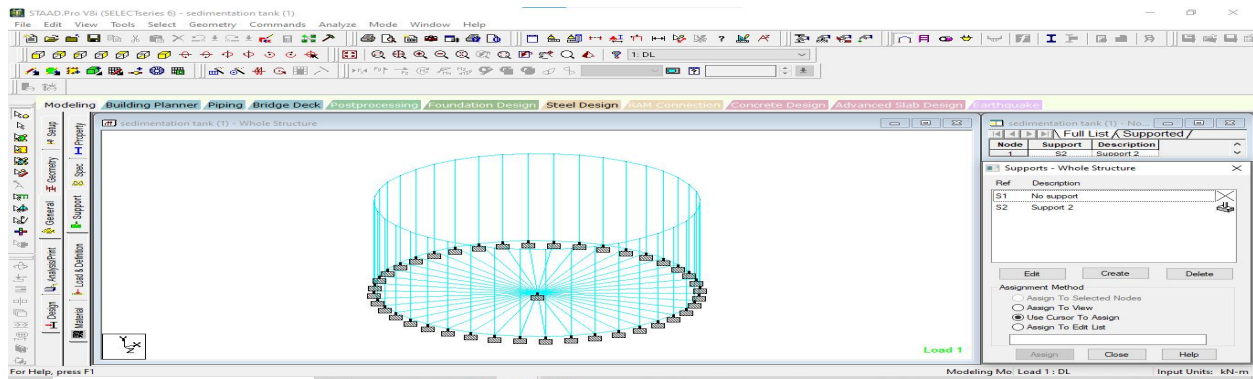 STAAD.Pro V8i (SELECTseries 6) - sedimentation tank (1)
File Edit View Tools Select Geometry Commands Analyze Mode Window Help
1: DL
Modeling Building Planner Piping Bridge Deck Postprocessing Foundation Design Steel Design RAM Connection Concrete Design Advanced Slab Design Earthquake
sedimentation tank (1) - Whole Structure
sedimentation tank (1) - No...
Full List Supported
Node Support Description
1 S2 Support 2
Supports - Whole Structure
Ref Description
S1 No support
S2 Support 2
Edit Create Delete
Assignment Method
Assign To Selected Nodes
Assign To View
Use Cursor To Assign
Assign To Edit List
Assign Close Help
Setup
Geometry
General
Analysis/Print
Design
Property
Spec
Support
Load & Definition
Material
Y
X
Z
Load 1
For Help, press F1
Modeling Mo Load 1 : DL Input Units: kN-m